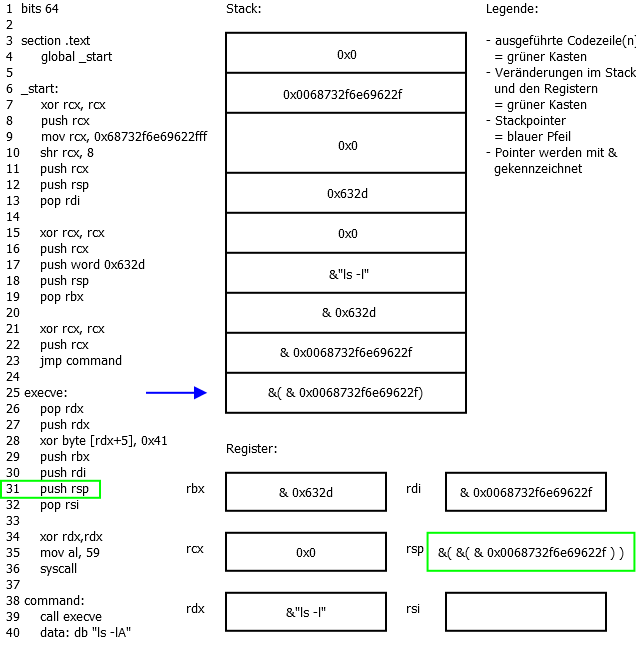 1 bits 64
2
3 section .text
4 global _start
5
6 _start:
7 xor rcx, rcx
8 push rcx
9 mov rcx, 0x68732f6e69622fff
10 shr rcx, 8
11 push rcx
12 push rsp
13 pop rdi
14
15 xor rcx, rcx
16 push rcx
17 push word 0x632d
18 push rsp
19 pop rbx
20
21 xor rcx, rcx
22 push rcx
23 jmp command
24
25 execve:
26 pop rdx
27 push rdx
28 xor byte [rdx+5], 0x41
29 push rbx
30 push rdi
31 push rsp
32 pop rsi
33
34 xor rdx,rdx
35 mov al, 59
36 syscall
37
38 command:
39 call execve
40 data: db "ls -lA"
Stack:
0x0
0x0068732f6e69622f
0x0
0x632d
0x0
&"ls -l"
& 0x632d
& 0x0068732f6e69622f
&( & 0x0068732f6e69622f)
Register:
rbx & 0x632d rdi & 0x0068732f6e69622f
rcx 0x0 rsp &( &( & 0x0068732f6e69622f ) )
rdx &"ls -l" rsi
Legende:
- ausgeführte Codezeile(n)
= grüner Kasten
- Veränderungen im Stack
und den Registern
= grüner Kasten
- Stackpointer
= blauer Pfeil
- Pointer werden mit &
gekennzeichnet